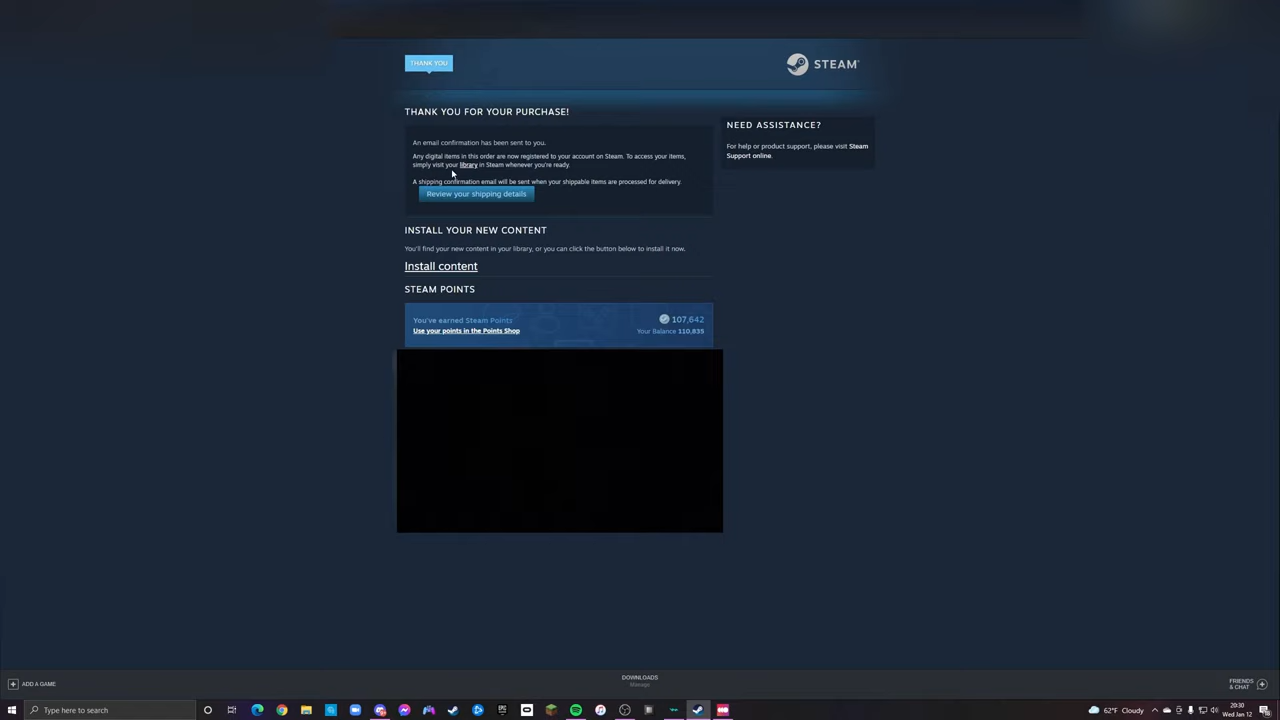 THANK YOU
STEAM
THANK YOU FOR YOUR PURCHASE!
NEED ASSISTANCE?
An email confirmation has been sent to you.
For help or product support, please visit Steam
Support online.
Any digital items in this order are now registered to your account on Steam. To access your items,
simply visit your library in Steam whenever you're ready.
A shipping confirmation email will be sent when your shippable items are processed for delivery.
Review your shipping details
INSTALL YOUR NEW CONTENT
You'll find your new content in your library, or you can click the button below to install it now.
Install content
STEAM POINTS
You've earned Steam Points 107,642
Use your points in the Points Shop Your Balance 110,835
ADD A GAME
DOWNLOADS
Manage
FRIENDS
& CHAT
Type here to search
62°F Cloudy
20:30
Wed Jan 12